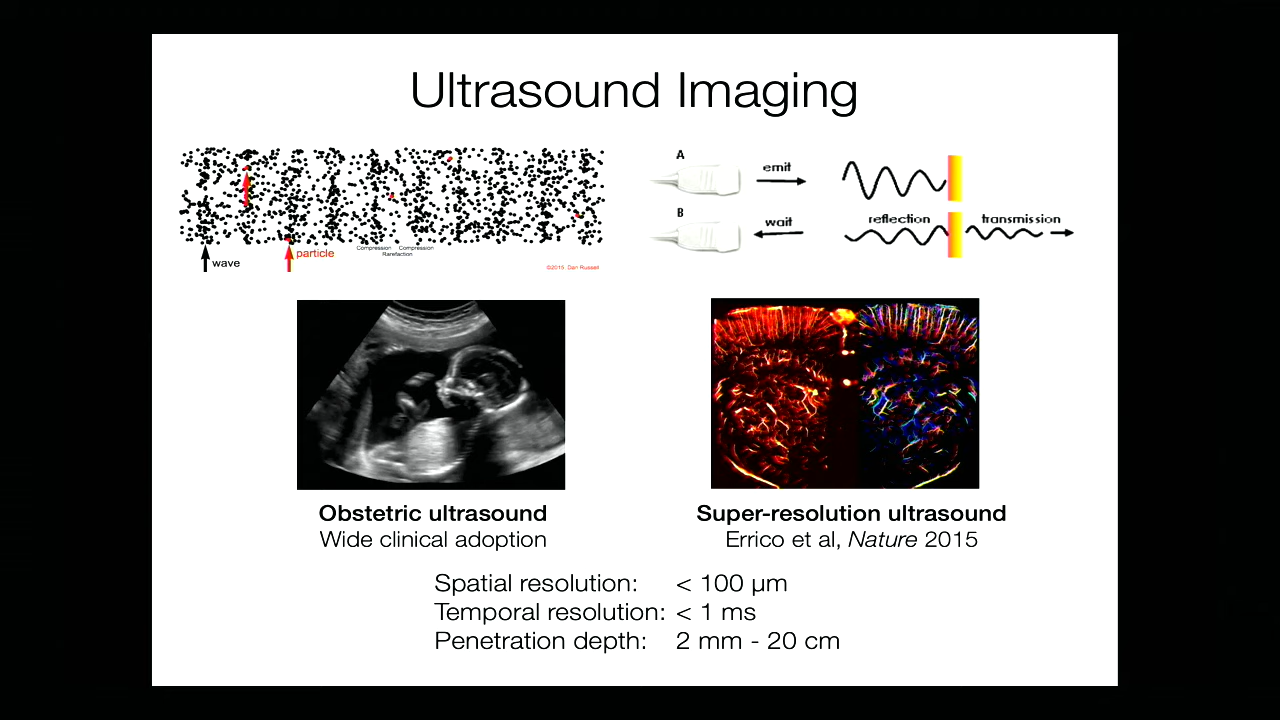 Ultrasound Imaging
wave
particle
Compression Compression
Rarefaction
©2015, Dan Russell
A
emit
B
wait
reflection
transmission
Obstetric ultrasound
Wide clinical adoption
Super-resolution ultrasound
Errico et al, Nature 2015
Spatial resolution: < 100 µm
Temporal resolution: < 1 ms
Penetration depth: 2 mm - 20 cm